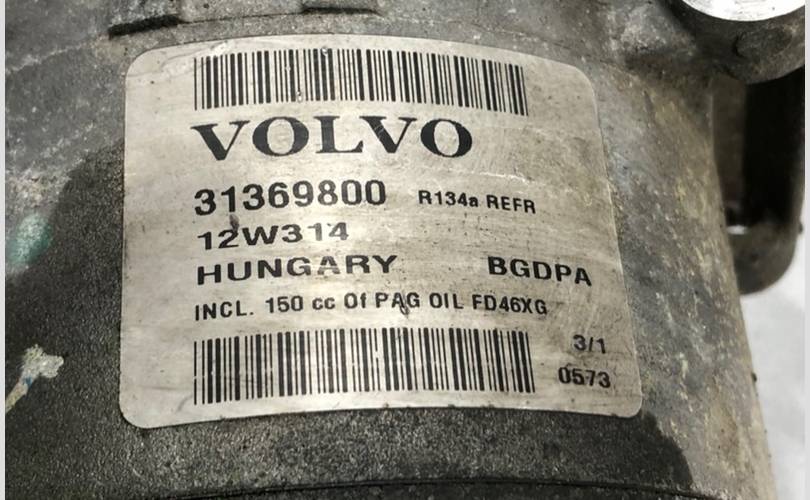 VOLVO
31369800 R134a REFR
12W314
HUNGARY BGDPA
INCL. 150 cc Of PAG OIL FD46XG
3/1
0573